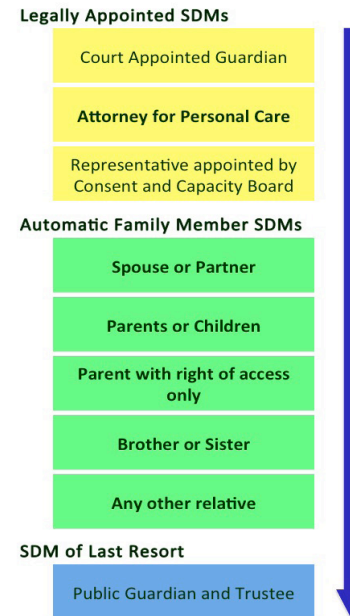 Legally Appointed SDMs
Court Appointed Guardian
Attorney for Personal Care
Representative appointed by
Consent and Capacity Board
Automatic Family Member SDMs
Spouse or Partner
Parents or Children
Parent with right of access
only
Brother or Sister
Any other relative
SDM of Last Resort
Public Guardian and Trustee